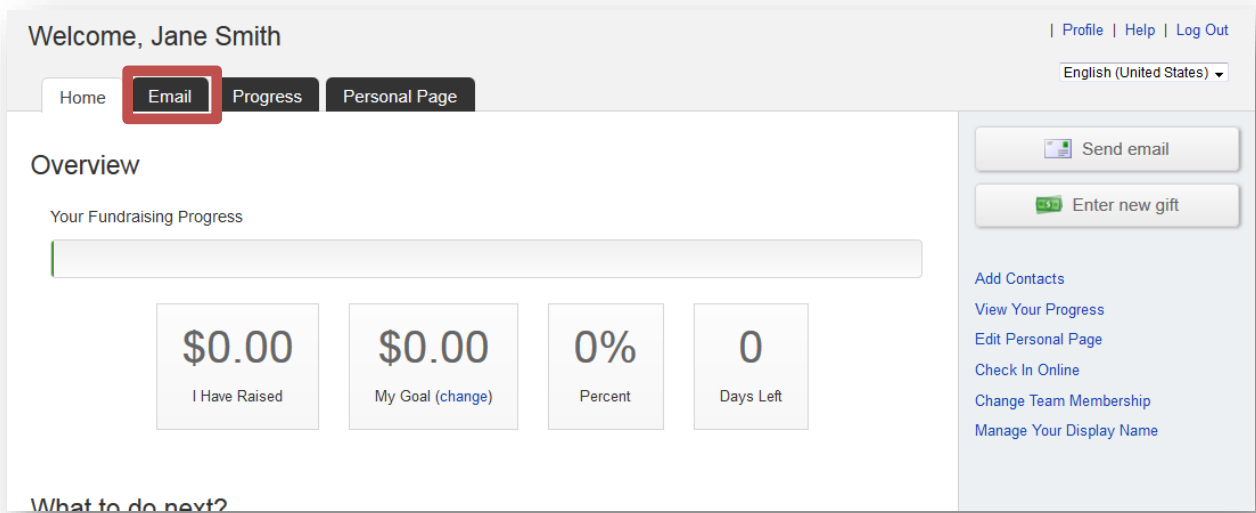 Welcome, Jane Smith
| Profile | Help | Log Out
English (United States)
Home Email Progress Personal Page
Overview
Your Fundraising Progress
$0.00
I Have Raised
$0.00
My Goal (change)
0%
Percent
0
Days Left
What to do next?
Send email
Enter new gift
Add Contacts
View Your Progress
Edit Personal Page
Check In Online
Change Team Membership
Manage Your Display Name